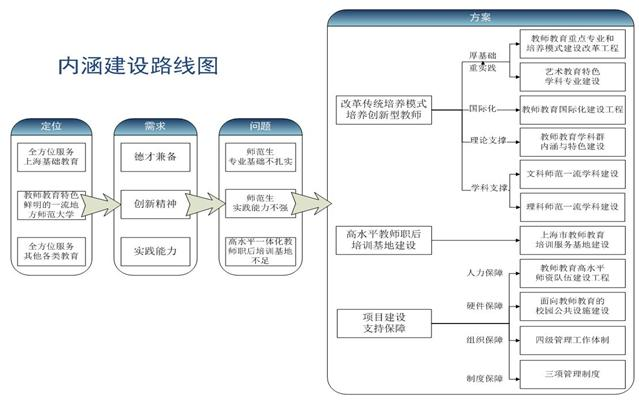 内涵建设路线图
定位
全方位服务
上海基础教育
教师教育特色
鲜明的一流地
方师范大学
全方位服务
其他各类教育
需求
德才兼备
创新精神
实践能力
问题
师范生
专业基础不扎实
师范生
实践能力不强
高水平一体化教
师职后培训基地
不足
方案
改革传统培养模式
培养创新型教师
厚基础
重实践
国际化
理论支撑
学科支撑
教师教育重点专业和
培养模式建设改革工程
艺术教育特色
学科专业建设
教师教育国际化建设工程
教师教育学科群
内涵与特色建设
文科师范一流学科建设
理科师范一流学科建设
高水平教师职后
培训基地建设
上海市教师教育
培训服务基地建设
项目建设
支持保障
人力保障
硬件保障
组织保障
制度保障
教师教育高水平
师资队伍建设工程
面向教师教育的
校园公共设施建设
四级管理工作体制
三项管理制度